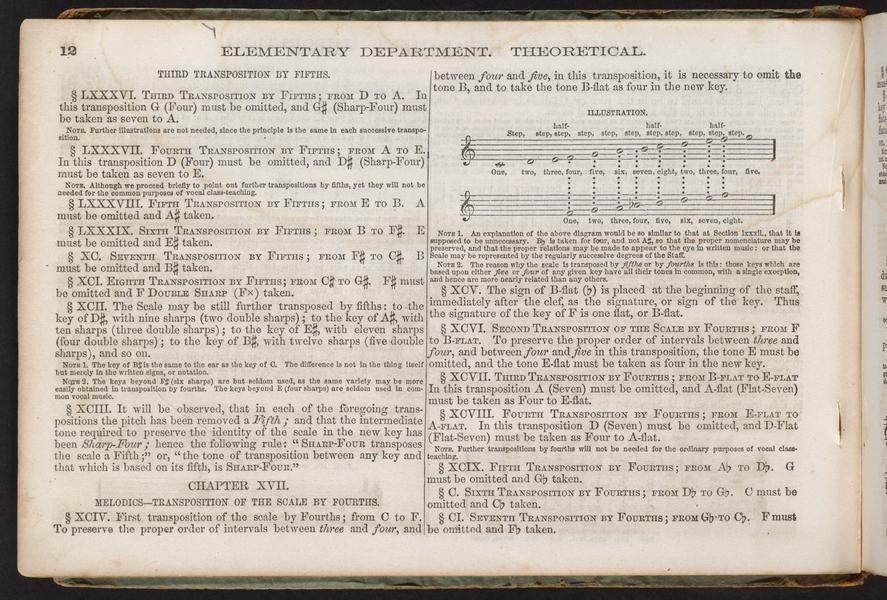 12
ELEMENTARY DEPARTMENT. THEORETICAL.
THIRD TRANSPOSITION BY FIFTHS.
§ LXXXVI. Third Transposition by Fifths; from D to A. In
this transposition G (Four) must be omitted, and G♯ (Sharp-Four) must
be taken as seven to A.
Note. Further illustrations are not needed, since the principle is the same in each successive transpo-
sition.
§ LXXXVII. Fourth Transposition by Fifths; from A to E.
In this transposition D (Four) must be omitted, and D♯ (Sharp-Four)
must be taken as seven to E.
Note. Although we proceed briefly to point out further transpositions by fifths, yet they will not be
needed for the common purposes of vocal class-teaching.
§ LXXXVIII. Fifth Transposition by Fifths; from E to B. A
must be omitted and A♯ taken.
§ LXXXIX. Sixth Transposition by Fifths; from B to F♯. E
must be omitted and E♯ taken.
§ XC. Seventh Transposition by Fifths; from F♯ to C♯. B
must be omitted and B♯ taken.
§ XCI. Eighth Transposition by Fifths; from C♯ to G♯. F♯ must
be omitted and F Double Sharp (F×) taken.
§ XCII. The Scale may be still further transposed by fifths: to the
key of D♯, with nine sharps (two double sharps); to the key of A♯, with
ten sharps (three double sharps); to the key of E♯, with eleven sharps
(four double sharps); to the key of B♯, with twelve sharps (five double
sharps), and so on.
Note 1. The key of B♯ is the same to the ear as the key of C. The difference is not in the thing itself
but merely in the written signs, or notation.
Note 2. The keys beyond F♯ (six sharps) are but seldom used, as the same variety may be more
easily obtained in transposition by fourths. The keys beyond E (four sharps) are seldom used in com-
mon vocal music.
§ XCIII. It will be observed, that in each of the foregoing trans-
positions the pitch has been removed a Fifth; and that the intermediate
tone required to preserve the identity of the scale in the new key has
been Sharp-Four; hence the following rule: "Sharp-Four transposes
the scale a Fifth;" or, "the tone of transposition between any key and
that which is based on its fifth, is Sharp-Four."
CHAPTER XVII.
MELODICS—TRANSPOSITION OF THE SCALE BY FOURTHS.
§ XCIV. First transposition of the scale by Fourths; from C to F.
To preserve the proper order of intervals between three and four, and
between four and five, in this transposition, it is necessary to omit the
tone B, and to take the tone B-flat as four in the new key.
ILLUSTRATION.
half- half- half-
Step, step, step, step, step, step, step, step, step, step, step.
One, two, three, four, five, six, seven, eight, two, three, four, five.
One, two, three, four, five, six, seven, eight.
Note 1. An explanation of the above diagram would be so similar to that at Section lxxxii., that it is
supposed to be unnecessary. B♭ is taken for four, and not A♯, so that the proper nomenclature may be
preserved, and that the proper relations may be made to appear to the eye in written music: or that the
Scale may be represented by the regularly successive degrees of the Staff.
Note 2. The reason why the scale is transposed by fifths or by fourths is this: those keys which are
based upon either five or four of any given key have all their tones in common, with a single exception,
and hence are more nearly related than any others.
§ XCV. The sign of B-flat (♭) is placed at the beginning of the staff,
immediately after the clef, as the signature, or sign of the key. Thus
the signature of the key of F is one flat, or B-flat.
§ XCVI. Second Transposition of the Scale by Fourths; from F
to B-flat. To preserve the proper order of intervals between three and
four, and between four and five in this transposition, the tone E must be
omitted, and the tone E-flat must be taken as four in the new key.
§ XCVII. Third Transposition by Fourths; from B-flat to E-flat
In this transposition A (Seven) must be omitted, and A-flat (Flat-Seven)
must be taken as Four to E-flat.
§ XCVIII. Fourth Transposition by Fourths; from E-flat to
A-flat. In this transposition D (Seven) must be omitted, and D-Flat
(Flat-Seven) must be taken as Four to A-flat.
Note. Further transpositions by fourths will not be needed for the ordinary purposes of vocal class-
teaching.
§ XCIX. Fifth Transposition by Fourths; from A♭ to D♭. G
must be omitted and G♭ taken.
§ C. Sixth Transposition by Fourths; from D♭ to G♭. C must be
omitted and C♭ taken.
§ CI. Seventh Transposition by Fourths; from G♭ to C♭. F must
be omitted and F♭ taken.